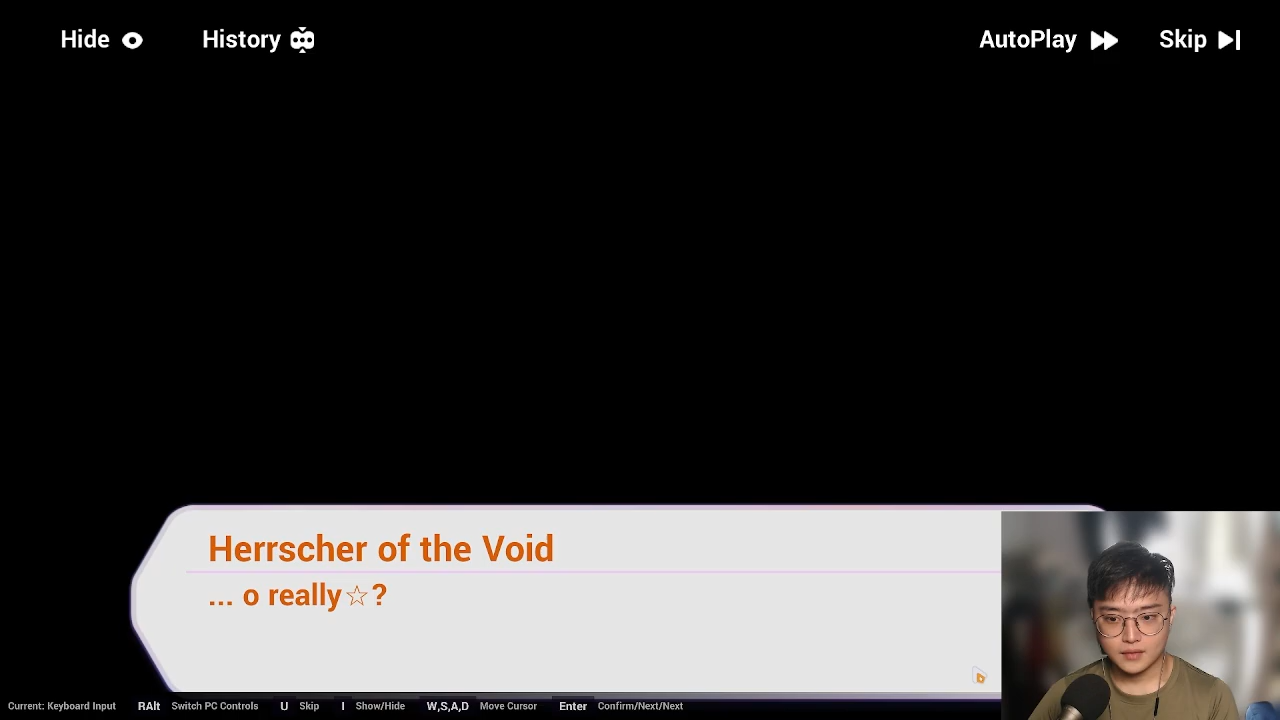 Hide
History
AutoPlay
Skip
Herrscher of the Void
... o really☆?
Current: Keyboard Input RAlt Switch PC Controls U Skip I Show/Hide W,S,A,D Move Cursor Enter Confirm/Next/Next